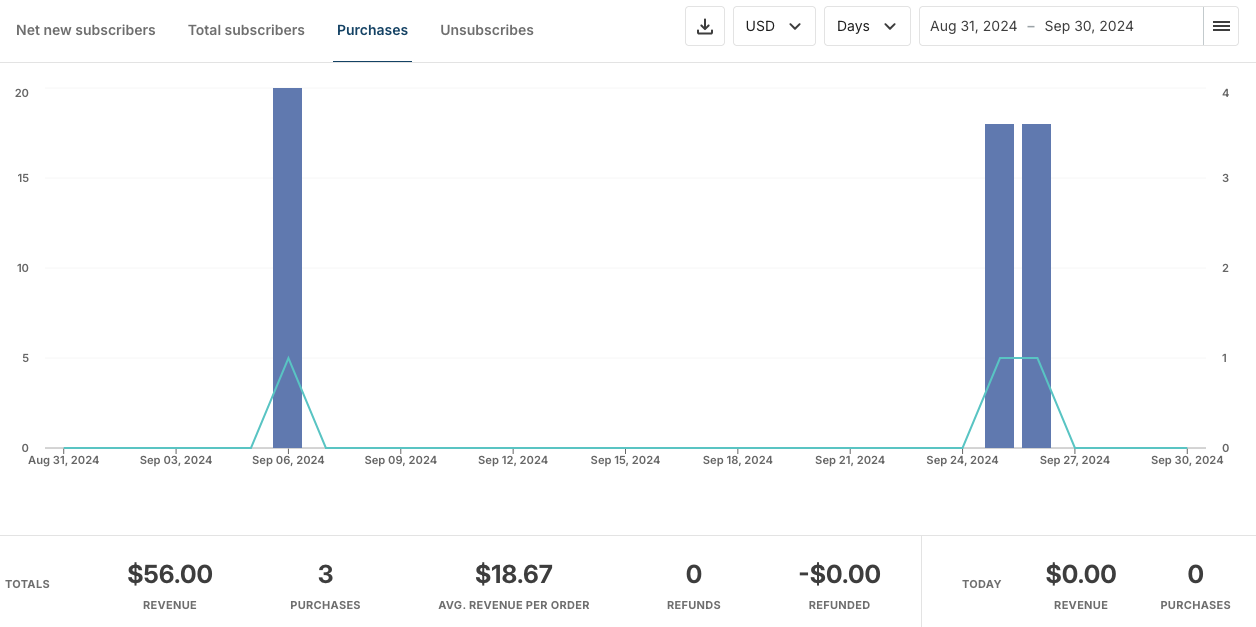 Net new subscribers Total subscribers Purchases Unsubscribes USD Days Aug 31, 2024 – Sep 30, 2024
20 4
15 3
10 2
5 1
0 0
Aug 31, 2024 Sep 03, 2024 Sep 06, 2024 Sep 09, 2024 Sep 12, 2024 Sep 15, 2024 Sep 18, 2024 Sep 21, 2024 Sep 24, 2024 Sep 27, 2024 Sep 30, 2024
TOTALS
$56.00 3 $18.67 0 -$0.00
REVENUE PURCHASES AVG. REVENUE PER ORDER REFUNDS REFUNDED
TODAY
$0.00 0
REVENUE PURCHASES